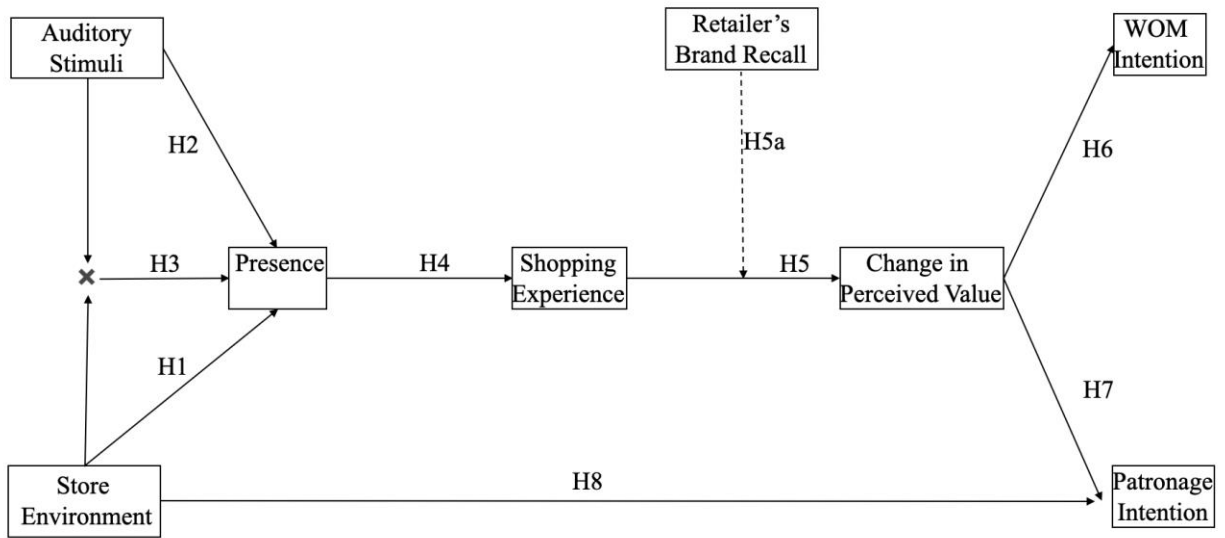 Auditory
Stimuli
Retailer's
Brand Recall
WOM
Intention
H2
H5a
H6
H3
Presence
H4
Shopping
Experience
H5
Change in
Perceived Value
H1
H7
Store
Environment
H8
Patronage
Intention